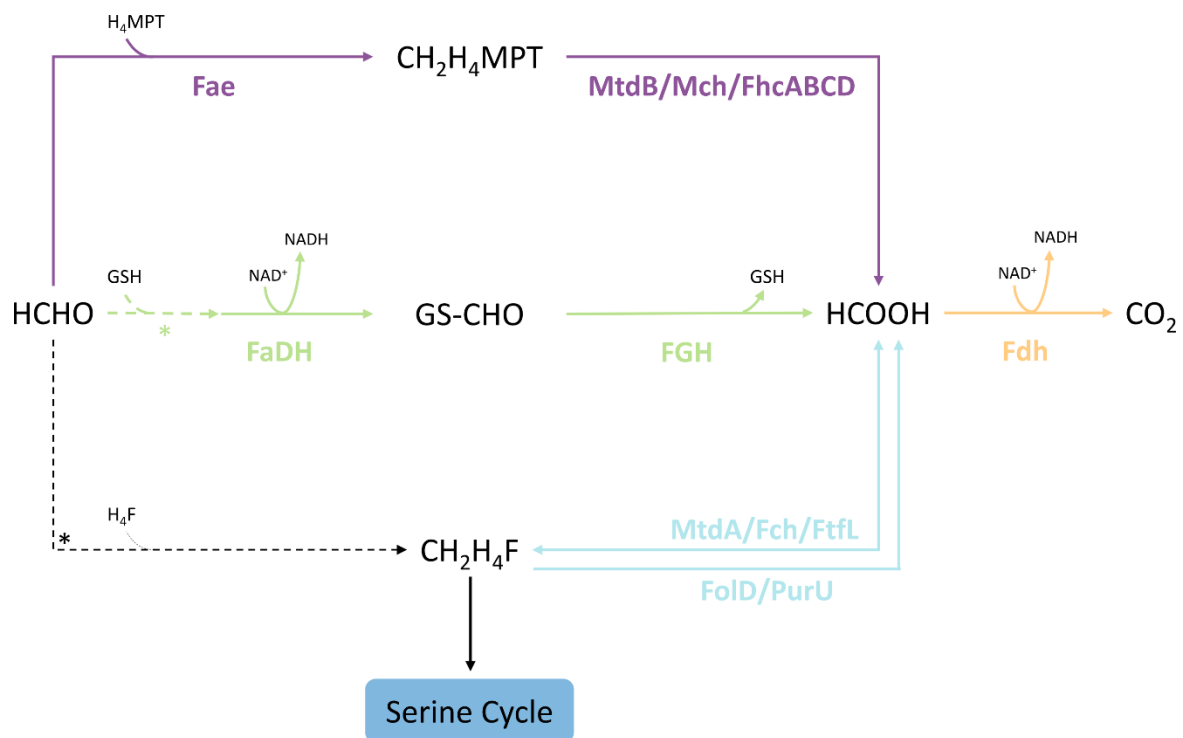 H₄MPT
CH₂H₄MPT
Fae
MtdB/Mch/FhcABCD
NADH
NADH
GSH
NAD⁺
GSH
NAD⁺
HCHO
*
GS-CHO
HCOOH
CO₂
FaDH
FGH
Fdh
H₄F
*
MtdA/Fch/FtfL
CH₂H₄F
FolD/PurU
Serine Cycle